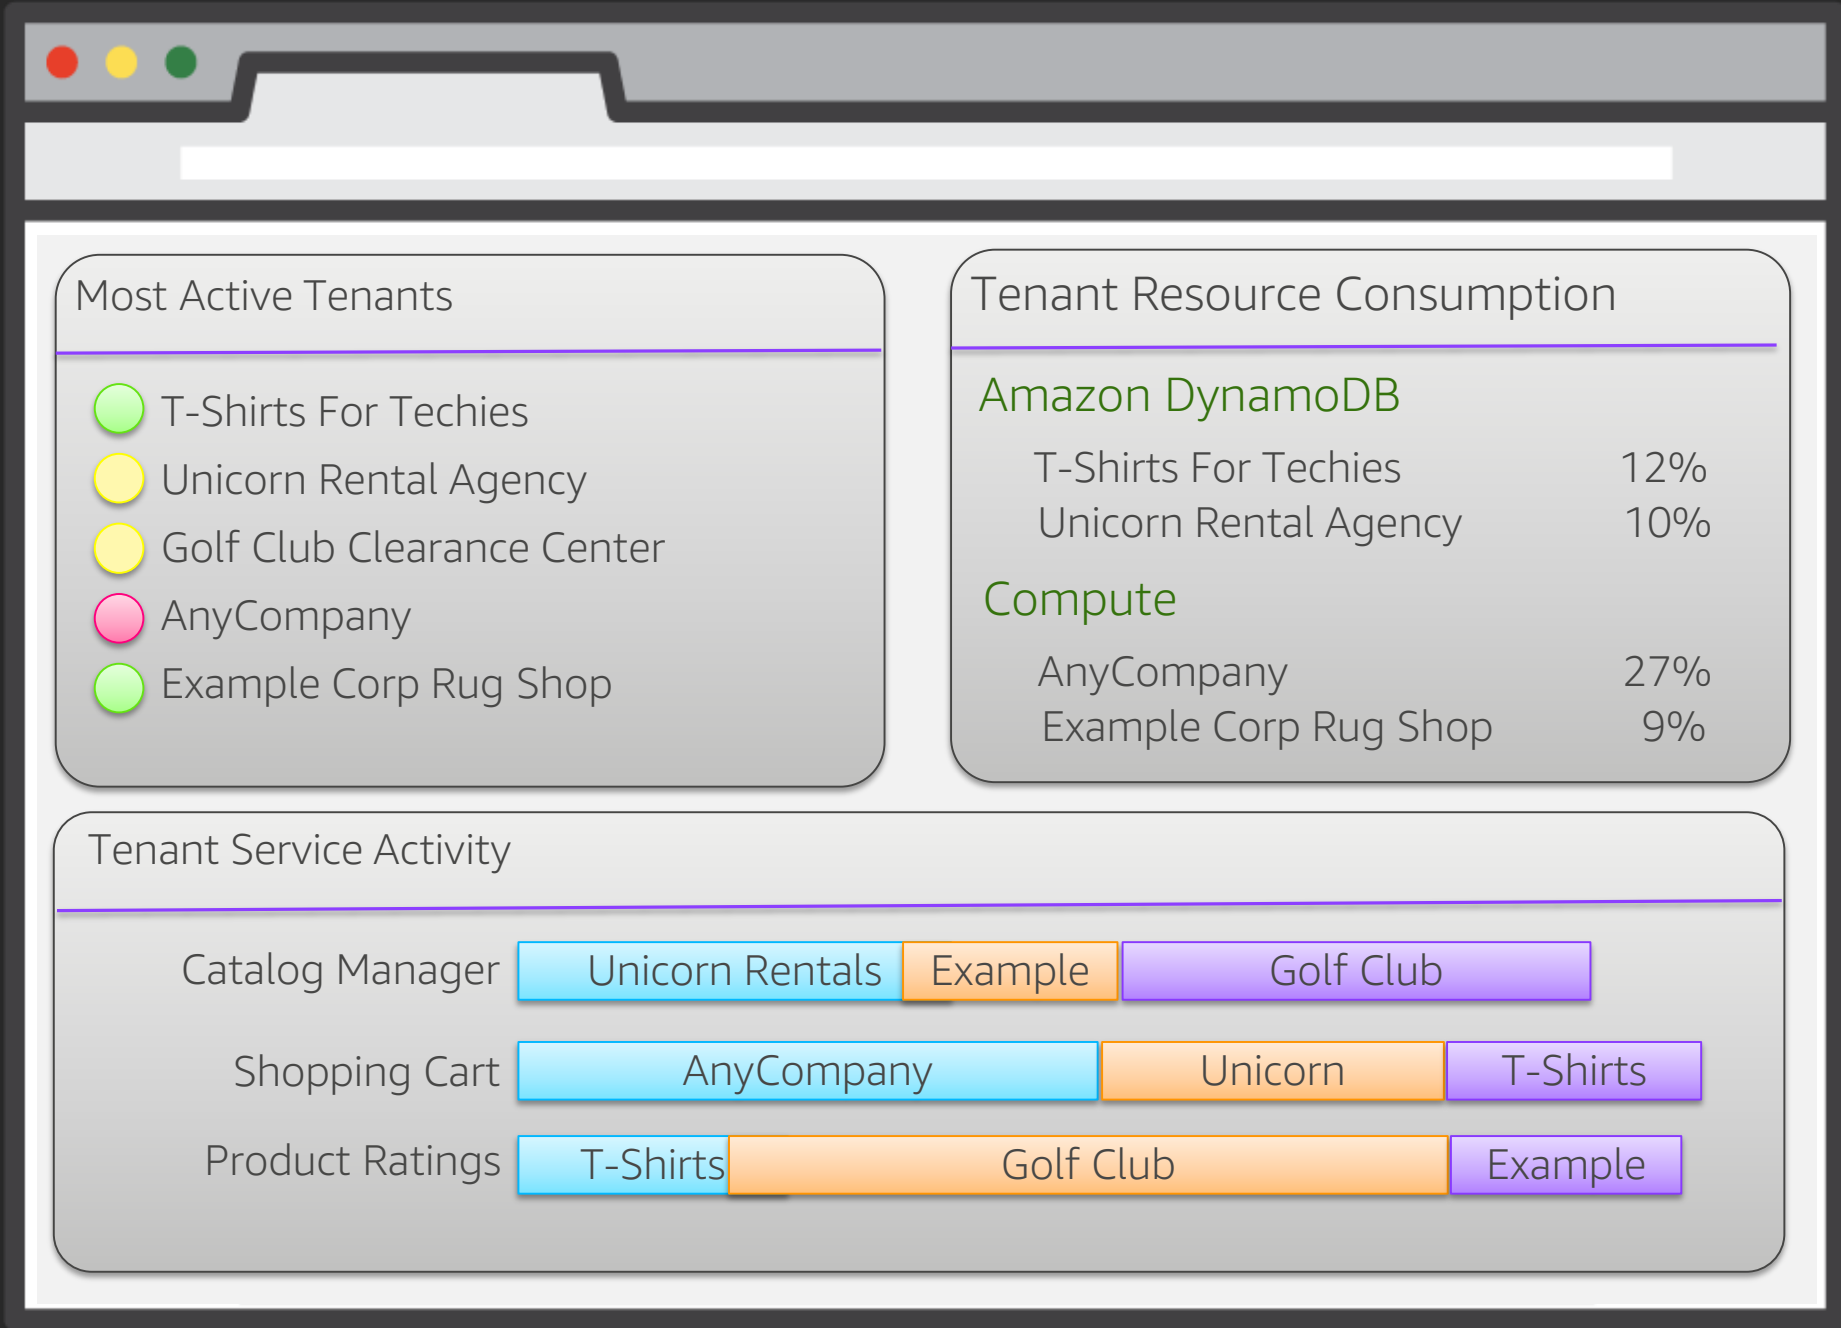 Most Active Tenants
T-Shirts For Techies
Unicorn Rental Agency
Golf Club Clearance Center
AnyCompany
Example Corp Rug Shop
Tenant Resource Consumption
Amazon DynamoDB
T-Shirts For Techies 12%
Unicorn Rental Agency 10%
Compute
AnyCompany 27%
Example Corp Rug Shop 9%
Tenant Service Activity
Catalog Manager Unicorn Rentals Example Golf Club
Shopping Cart AnyCompany Unicorn T-Shirts
Product Ratings T-Shirts Golf Club Example